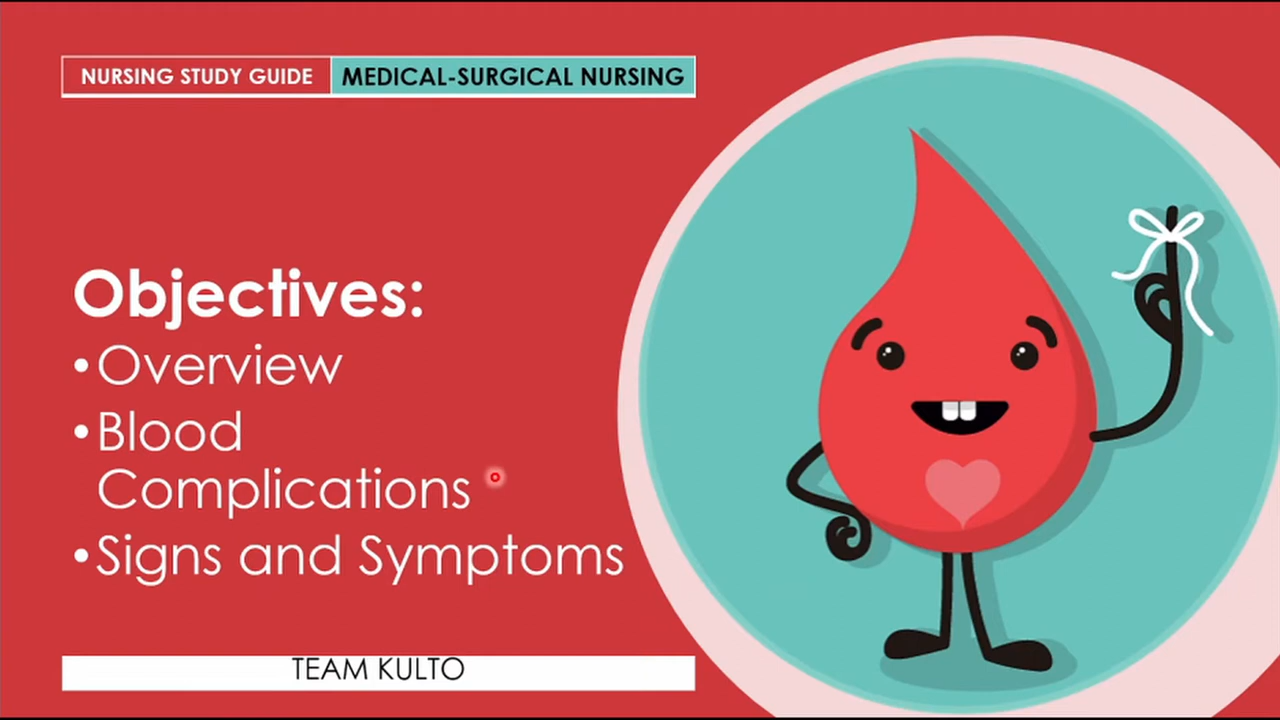 NURSING STUDY GUIDE MEDICAL-SURGICAL NURSING
Objectives:
•Overview
•Blood
Complications
•Signs and Symptoms
TEAM KULTO